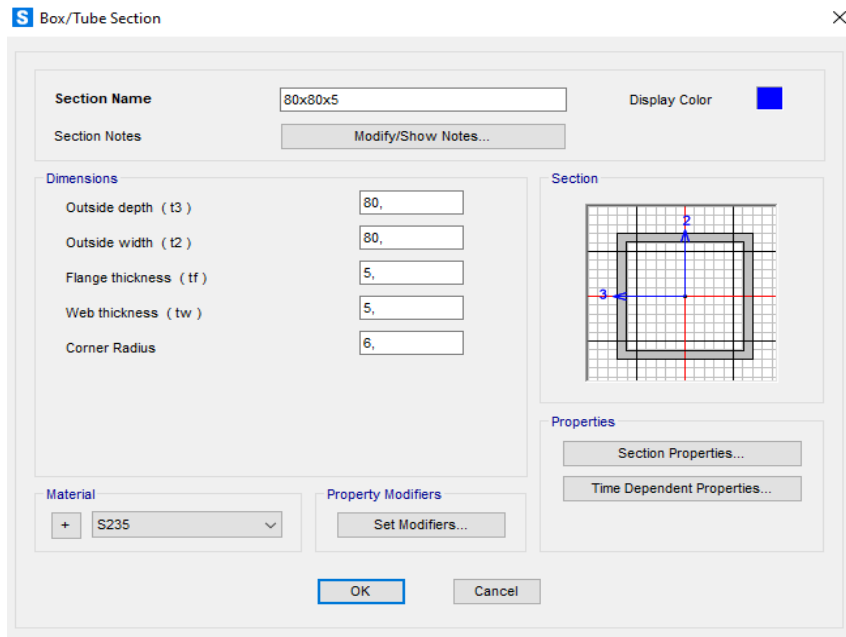 S Box/Tube Section
Section Name 80x80x5 Display Color
Section Notes Modify/Show Notes...
Dimensions
Outside depth ( t3 ) 80,
Outside width ( t2 ) 80,
Flange thickness ( tf ) 5,
Web thickness ( tw ) 5,
Corner Radius 6,
Section
2
3
Properties
Section Properties...
Time Dependent Properties...
Material
+ S235
Property Modifiers
Set Modifiers...
OK Cancel